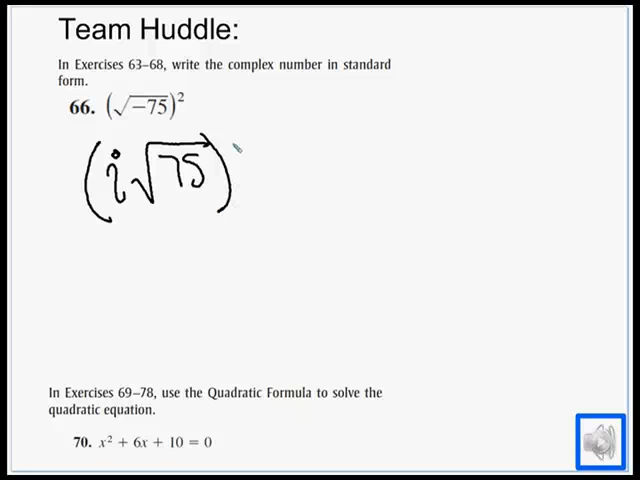 Team Huddle:
In Exercises 63–68, write the complex number in standard
form.
66. (√−75)²
(i√75)
In Exercises 69–78, use the Quadratic Formula to solve the
quadratic equation.
70. x² + 6x + 10 = 0